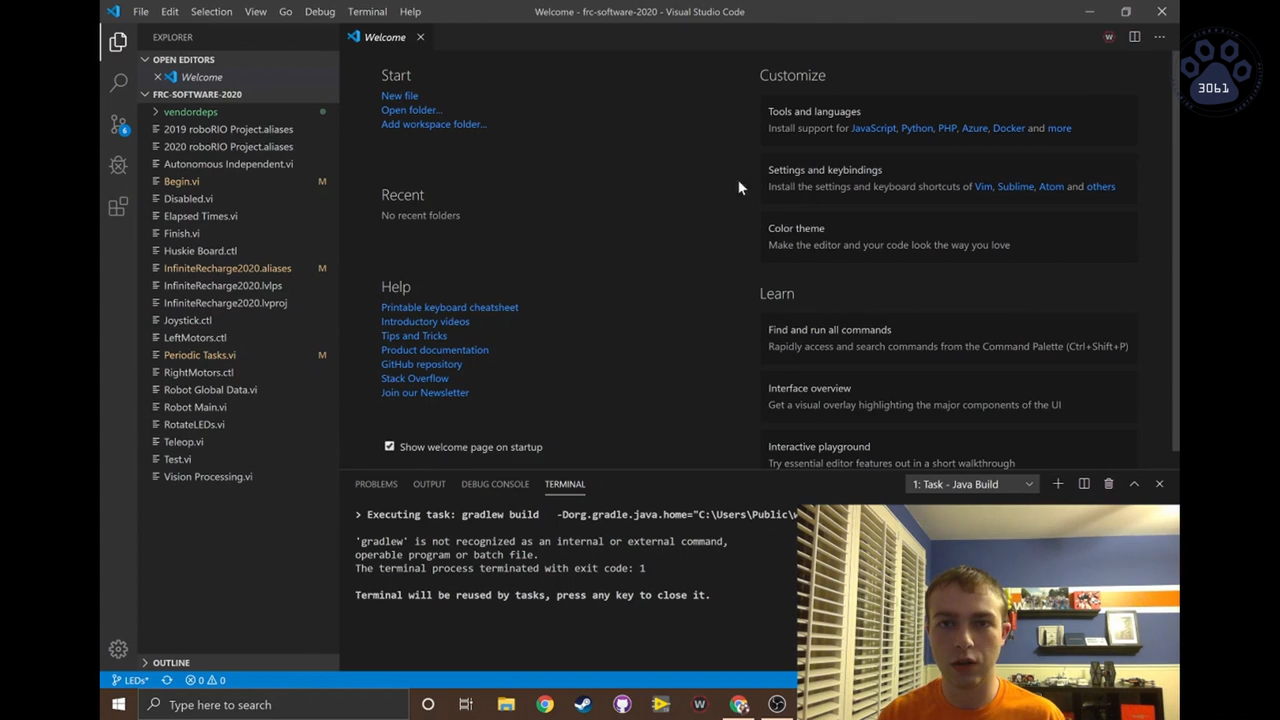 File Edit Selection View Go Debug Terminal Help
Welcome - frc-software-2020 - Visual Studio Code
EXPLORER
OPEN EDITORS
Welcome
FRC-SOFTWARE-2020
vendordeps
2019 roboRIO Project.aliases
2020 roboRIO Project.aliases
Autonomous Independent.vi
Begin.vi M
Disabled.vi
Elapsed Times.vi
Finish.vi
Huskie Board.ctl
InfiniteRecharge2020.aliases M
InfiniteRecharge2020.lvlps
InfiniteRecharge2020.lvproj
Joystick.ctl
LeftMotors.ctl
Periodic Tasks.vi M
RightMotors.ctl
Robot Global Data.vi
Robot Main.vi
RotateLEDs.vi
Teleop.vi
Test.vi
Vision Processing.vi
OUTLINE
6
Welcome
W
Start
New file
Open folder...
Add workspace folder...
Recent
No recent folders
Help
Printable keyboard cheatsheet
Introductory videos
Tips and Tricks
Product documentation
GitHub repository
Stack Overflow
Join our Newsletter
Show welcome page on startup
Customize
Tools and languages
Install support for JavaScript, Python, PHP, Azure, Docker and more
Settings and keybindings
Install the settings and keyboard shortcuts of Vim, Sublime, Atom and others
Color theme
Make the editor and your code look the way you love
Learn
Find and run all commands
Rapidly access and search commands from the Command Palette (Ctrl+Shift+P)
Interface overview
Get a visual overlay highlighting the major components of the UI
Interactive playground
Try essential editor features out in a short walkthrough
PROBLEMS OUTPUT DEBUG CONSOLE TERMINAL
1: Task - Java Build
> Executing task: gradlew build -Dorg.gradle.java.home="C:\Users\Public\w
'gradlew' is not recognized as an internal or external command,
operable program or batch file.
The terminal process terminated with exit code: 1
Terminal will be reused by tasks, press any key to close it.
LEDs* 0 0
Type here to search
W
3061